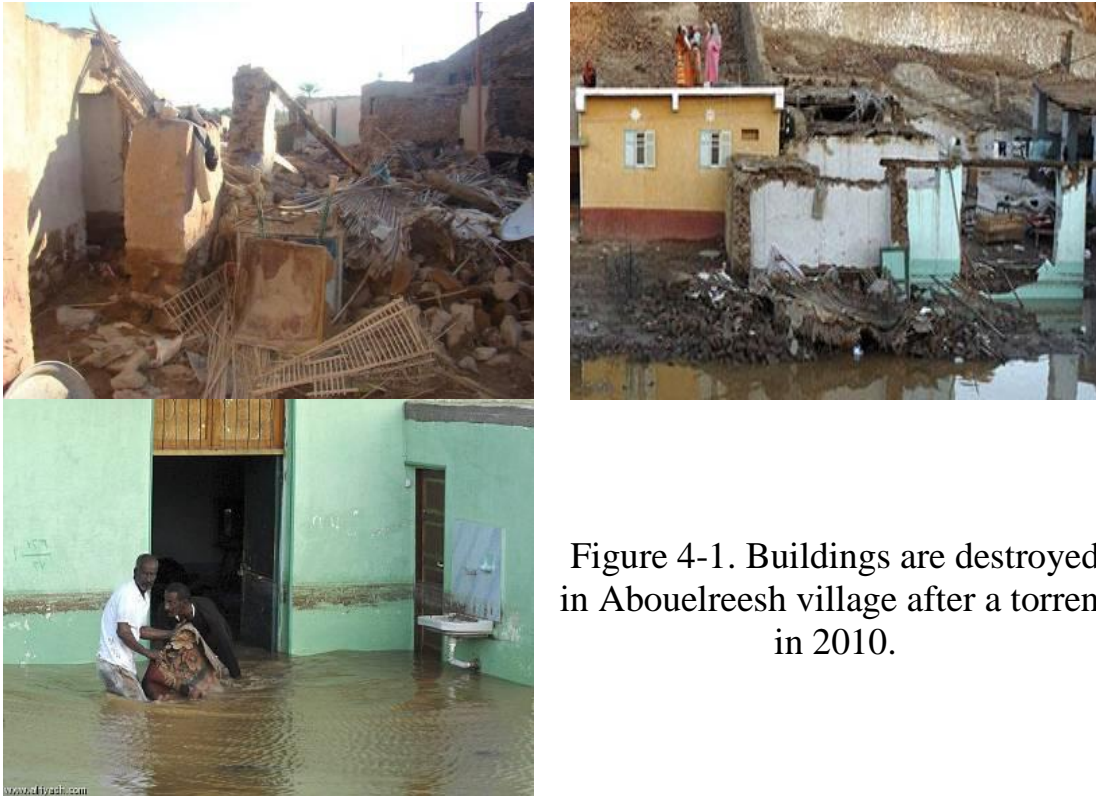 Figure 4-1. Buildings are destroyed
in Abouelreesh village after a torren
in 2010.